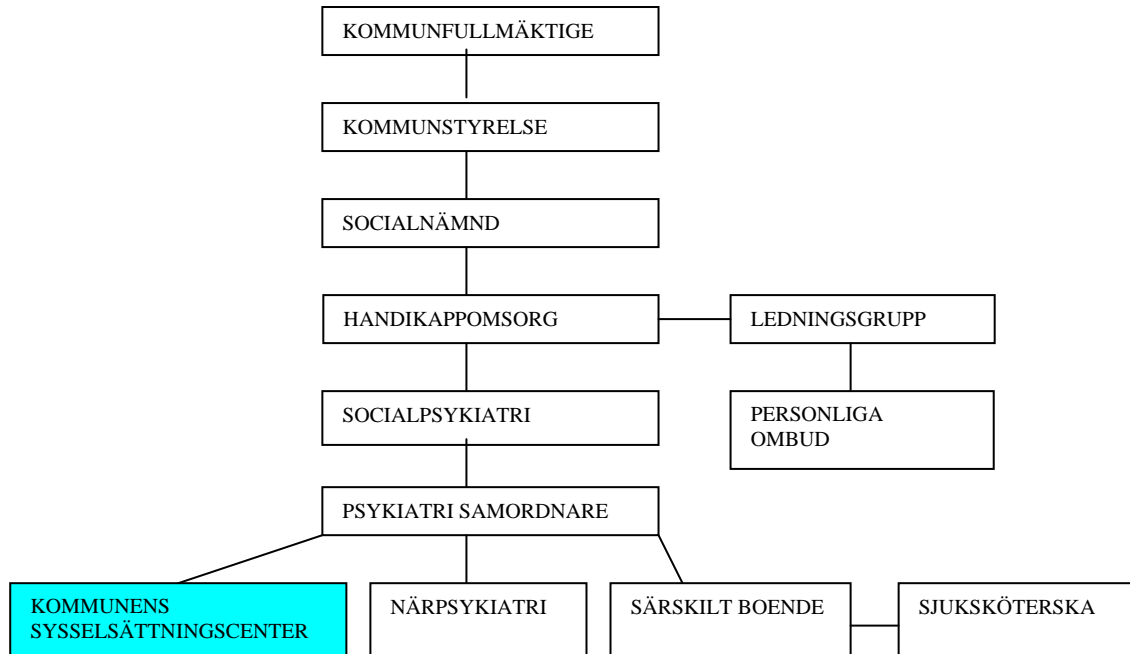 KOMMUNFULLMÄKTIGE
KOMMUNSTYRELSE
SOCIALNÄMND
HANDIKAPPOMSORG
LEDNINGSGRUPP
SOCIALPSYKIATRI
PERSONLIGA
OMBUD
PSYKIATRI SAMORDNARE
KOMMUNENS
SYSSELSÄTTNINGSCENTER
NÄRPSYKIATRI
SÄRSKILT BOENDE
SJUKSKÖTERSKA